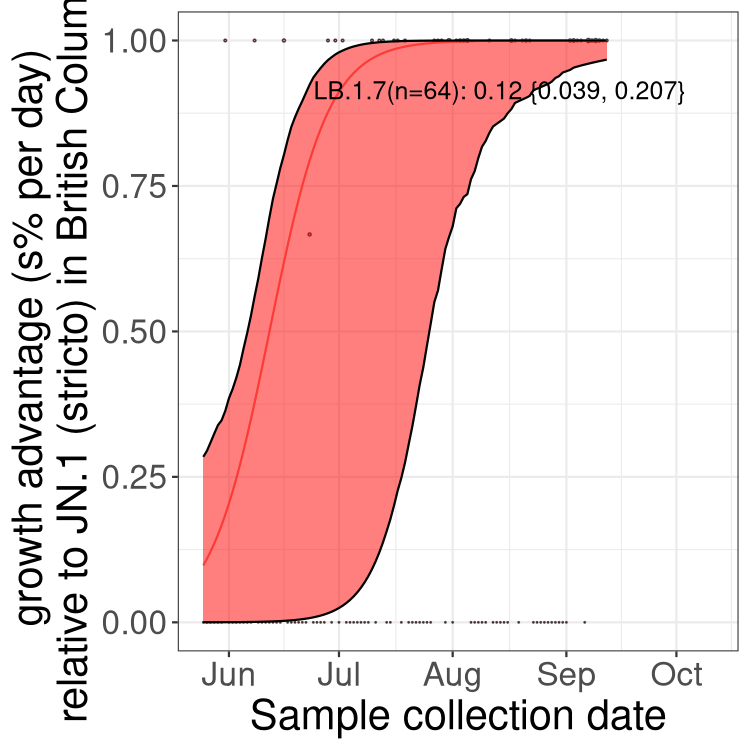 growth advantage (s% per day)
relative to JN.1 (stricto) in British Colum
1.00
0.75
0.50
0.25
0.00
LB.1.7(n=64): 0.12 {0.039, 0.207}
Jun Jul Aug Sep Oct
Sample collection date